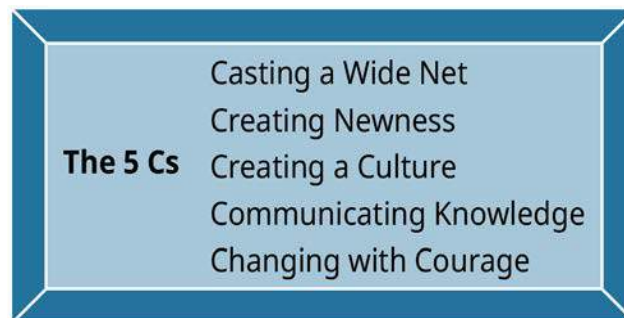 The 5 Cs
Casting a Wide Net
Creating Newness
Creating a Culture
Communicating Knowledge
Changing with Courage